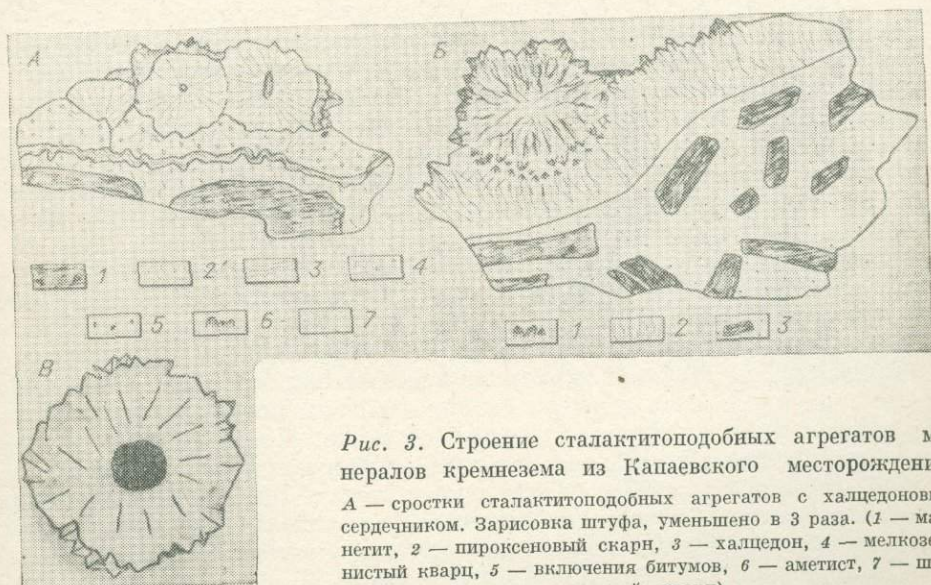 А
Б
1 2 3 4
5 6 7
1 2 3
В
Рис. 3. Строение сталактитоподобных агрегатов м
нералов кремнезема из Капаевского месторождени
А — сростки сталактитоподобных агрегатов с халцедонов
сердечником. Зарисовка штуфа, уменьшено в 3 раза. (1 — ма
нетит, 2 — пироксеновый скарн, 3 — халцедон, 4 — мелкозе
нистый кварц, 5 — включения битумов, 6 — аметист, 7 — ш